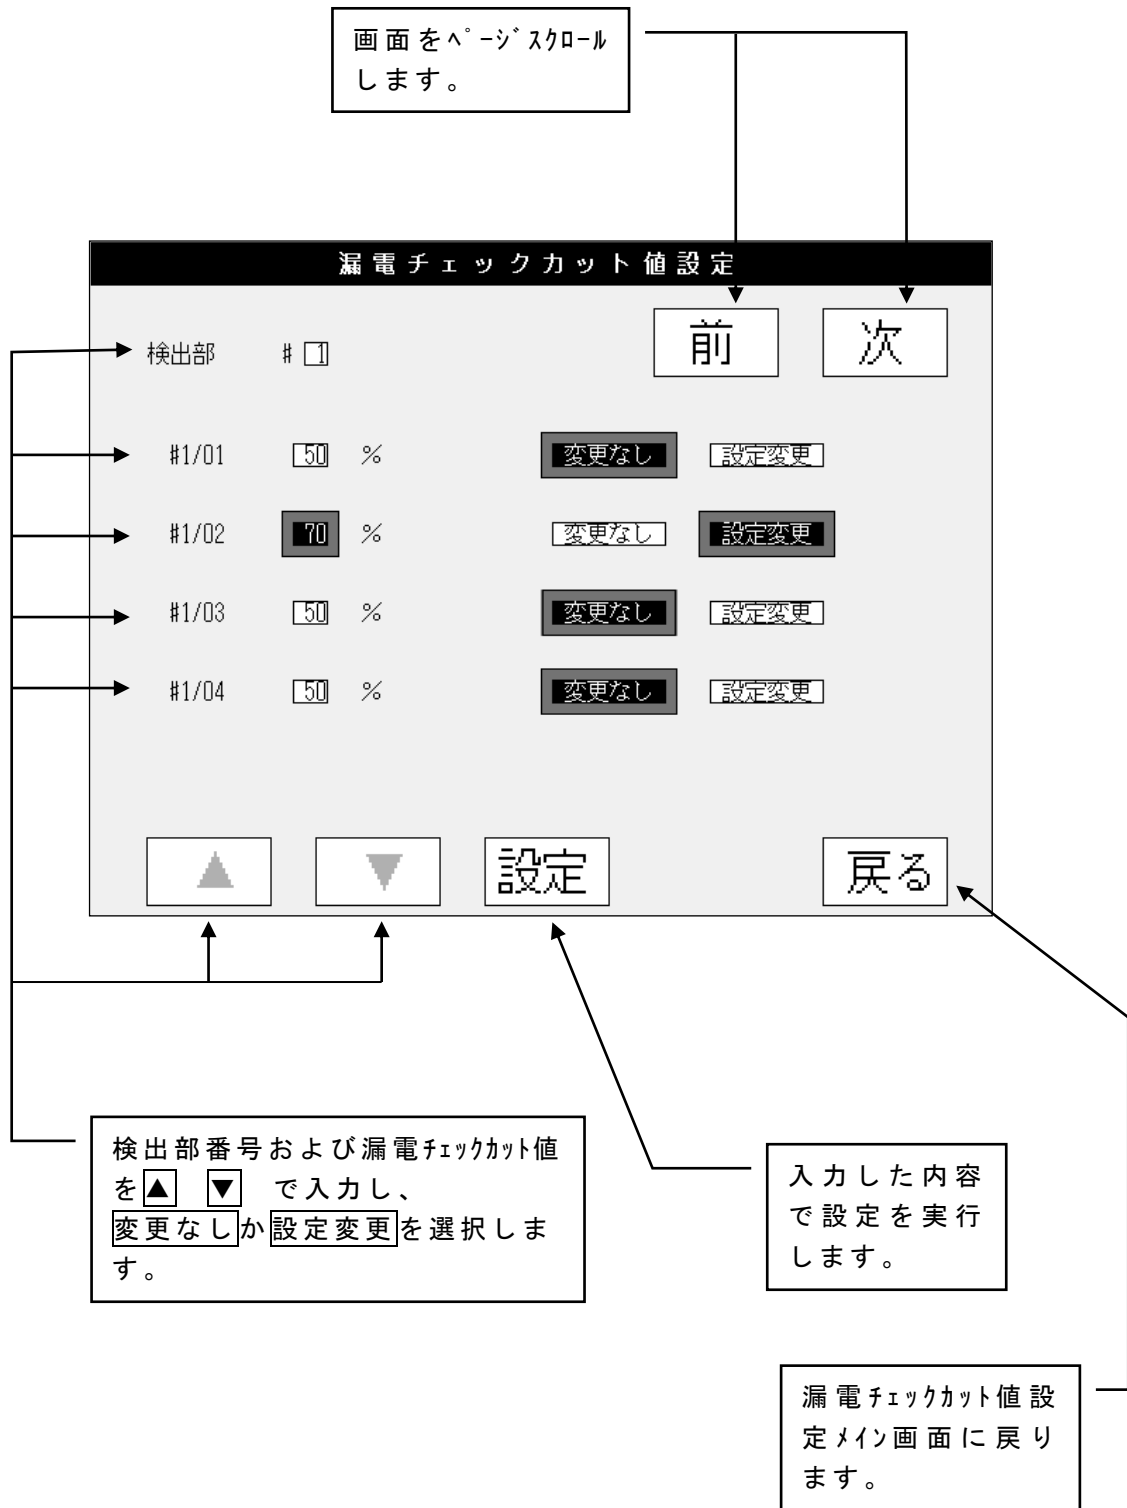 画面をﾍﾟｰｼﾞｽｸﾛｰﾙ
します。
漏電チェックカット値設定
前 次
検出部 # 1
#1/01 50 % 変更なし 設定変更
#1/02 70 % 変更なし 設定変更
#1/03 50 % 変更なし 設定変更
#1/04 50 % 変更なし 設定変更
▲ ▼ 設定 戻る
検出部番号および漏電ﾁｪｯｸｶｯﾄ値
を▲ ▼ で入力し、
変更なしか設定変更を選択しま
す。
入力した内容
で設定を実行
します。
漏電ﾁｪｯｸｶｯﾄ値設
定ﾒｲﾝ画面に戻り
ます。